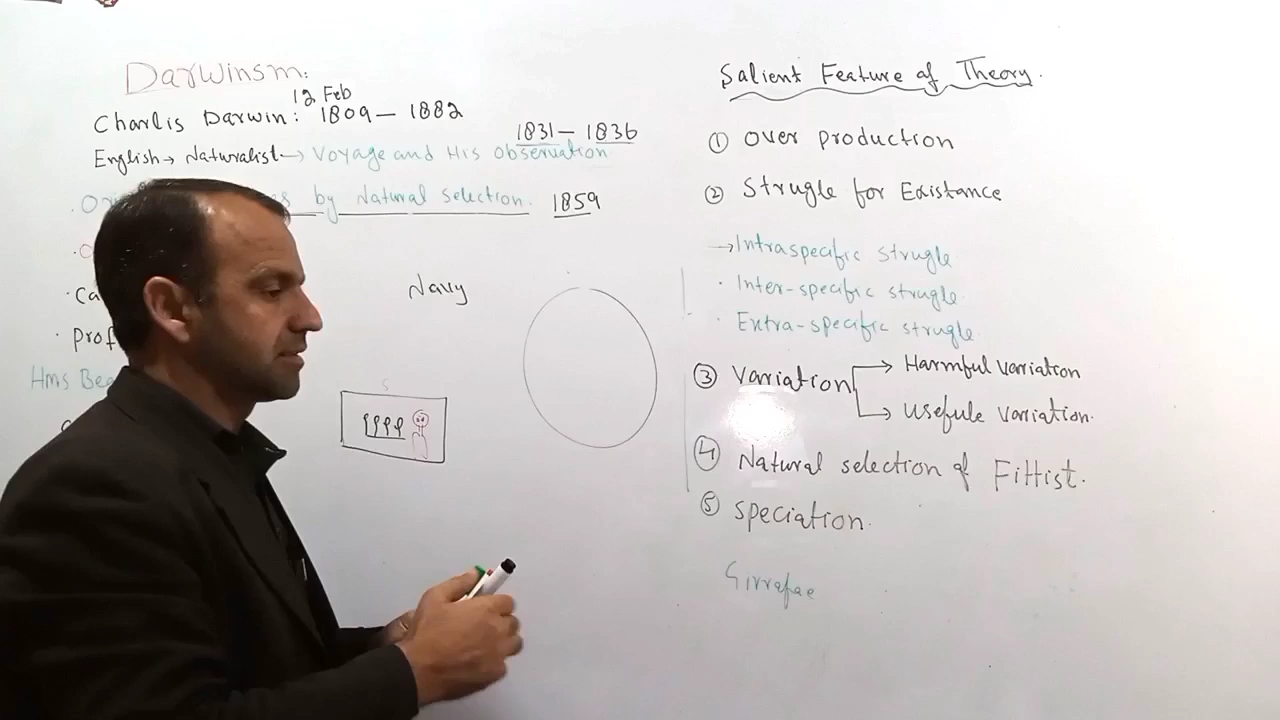 Darwinsm:
12 Feb
Charlis Darwin: 1809 — 1882
1831 — 1836
English → Naturalist → Voyage and His Observation
by Natural Selection. 1859
Navy
Hms
S
Salient Feature of Theory.
① Over production
② Strugle for Existance
→ Intraspecific strugle
· Inter-specific strugle
· Extra-specific strugle
③ Variation → Harmful variation
→ Usefule variation.
④ Natural selection of Fittist.
⑤ Speciation.
Girrafae